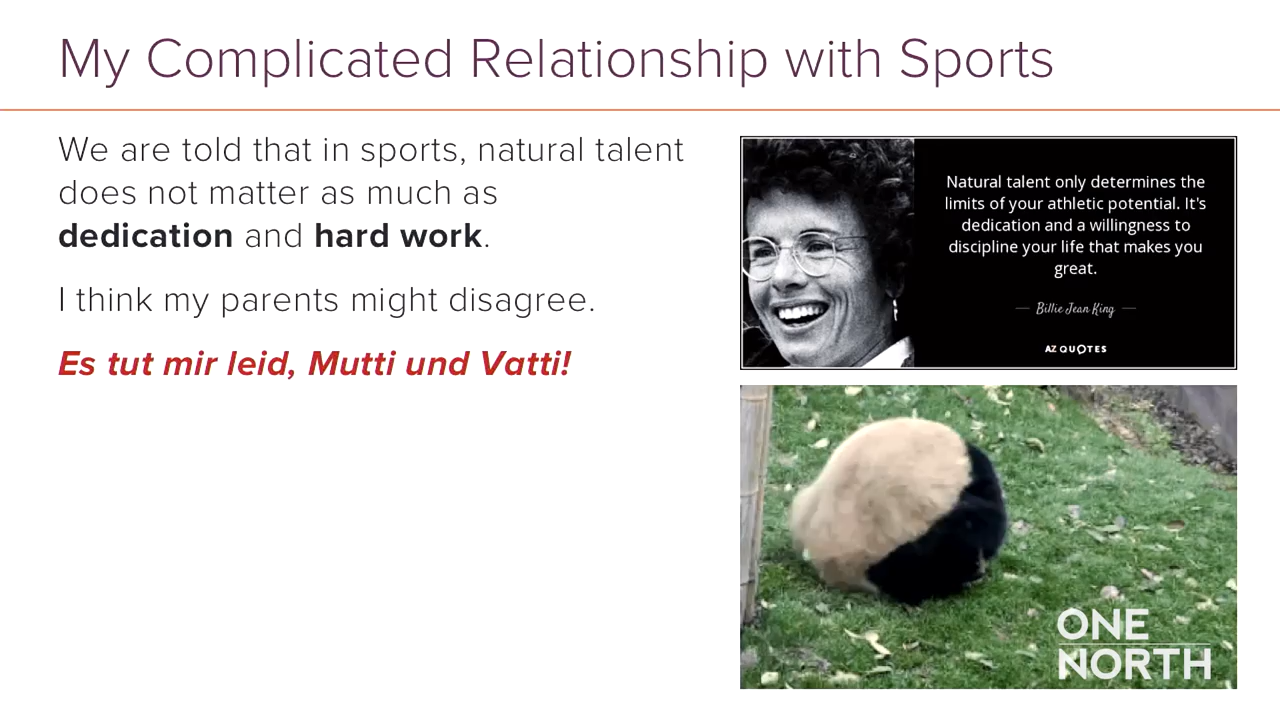 My Complicated Relationship with Sports
We are told that in sports, natural talent
does not matter as much as
dedication and hard work.
I think my parents might disagree.
Es tut mir leid, Mutti und Vatti!
Natural talent only determines the
limits of your athletic potential. It's
dedication and a willingness to
discipline your life that makes you
great.
Billie Jean King
AZ QUOTES
ONE
NORTH